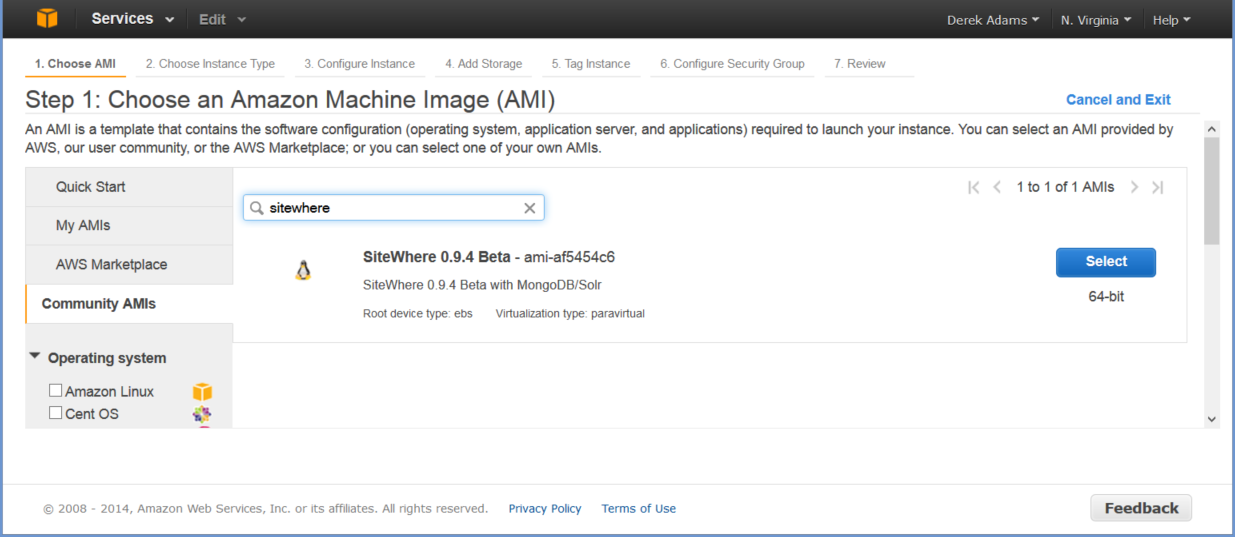 Services Edit Derek Adams N. Virginia Help
1. Choose AMI 2. Choose Instance Type 3. Configure Instance 4. Add Storage 5. Tag Instance 6. Configure Security Group 7. Review
Step 1: Choose an Amazon Machine Image (AMI)
Cancel and Exit
An AMI is a template that contains the software configuration (operating system, application server, and applications) required to launch your instance. You can select an AMI provided by
AWS, our user community, or the AWS Marketplace; or you can select one of your own AMIs.
Quick Start
My AMIs
AWS Marketplace
Community AMIs
Operating system
Amazon Linux
Cent OS
1 to 1 of 1 AMIs
sitewhere
SiteWhere 0.9.4 Beta - ami-af5454c6
SiteWhere 0.9.4 Beta with MongoDB/Solr
Root device type: ebs Virtualization type: paravirtual
Select
64-bit
© 2008 - 2014, Amazon Web Services, Inc. or its affiliates. All rights reserved. Privacy Policy Terms of Use
Feedback